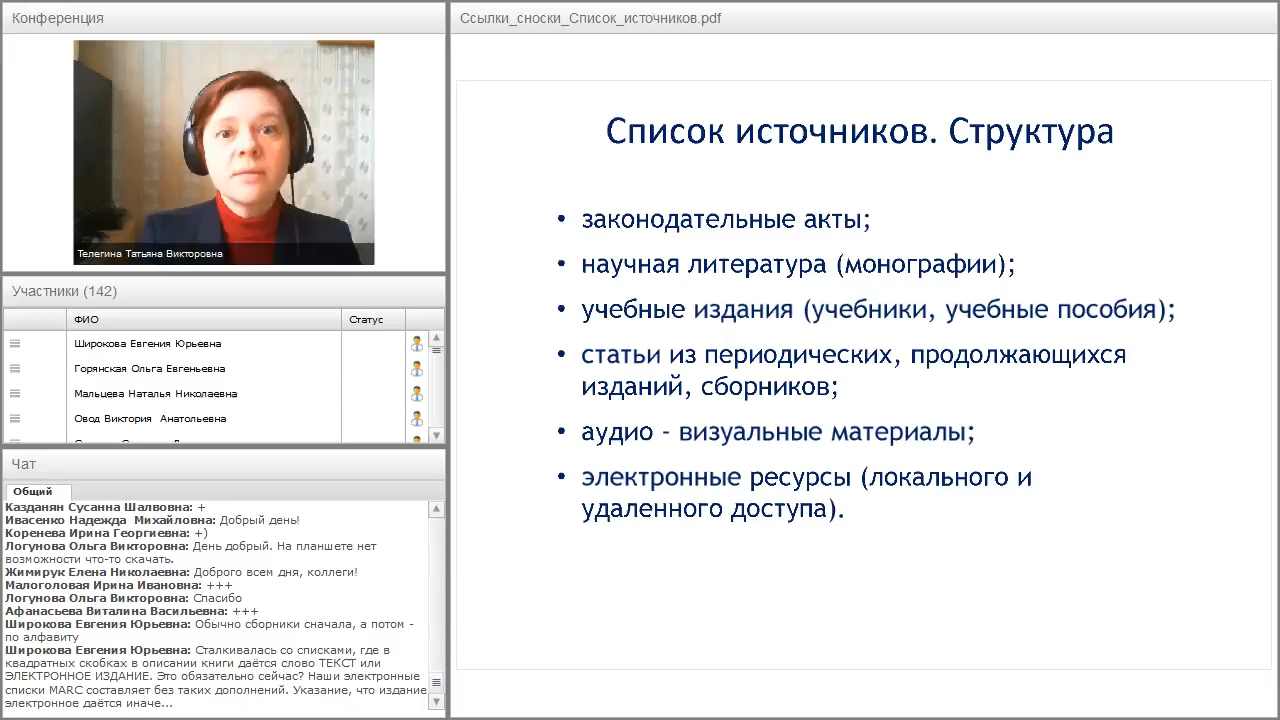 Конференция
Телегина Татьяна Викторовна
Участники (142)
ФИО
Статус
Широкова Евгения Юрьевна
Горянская Ольга Евгеньевна
Мальцева Наталья Николаевна
Овод Виктория Анатольевна
Чат
Общий
Казданян Сусанна Шалвовна: +
Ивасенко Надежда Михайловна: Добрый день!
Коренева Ирина Георгиевна: +)
Логунова Ольга Викторовна: День добрый. На планшете нет
возможности что-то скачать.
Жимирук Елена Николаевна: Доброго всем дня, коллеги!
Малоголовая Ирина Ивановна: +++
Логунова Ольга Викторовна: Спасибо
Афанасьева Виталина Васильевна: +++
Широкова Евгения Юрьевна: Обычно сборники сначала, а потом -
по алфавиту
Широкова Евгения Юрьевна: Сталкивалась со списками, где в
квадратных скобках в описании книги даётся слово ТЕКСТ или
ЭЛЕКТРОННОЕ ИЗДАНИЕ. Это обязательно сейчас? Наши электронные
списки MARC составляет без таких дополнений. Указание, что издание
электронное даётся иначе...
Ссылки_сноски_Список_источников.pdf
Список источников. Структура
• законодательные акты;
• научная литература (монографии);
• учебные издания (учебники, учебные пособия);
• статьи из периодических, продолжающихся
изданий, сборников;
• аудио - визуальные материалы;
• электронные ресурсы (локального и
удаленного доступа).